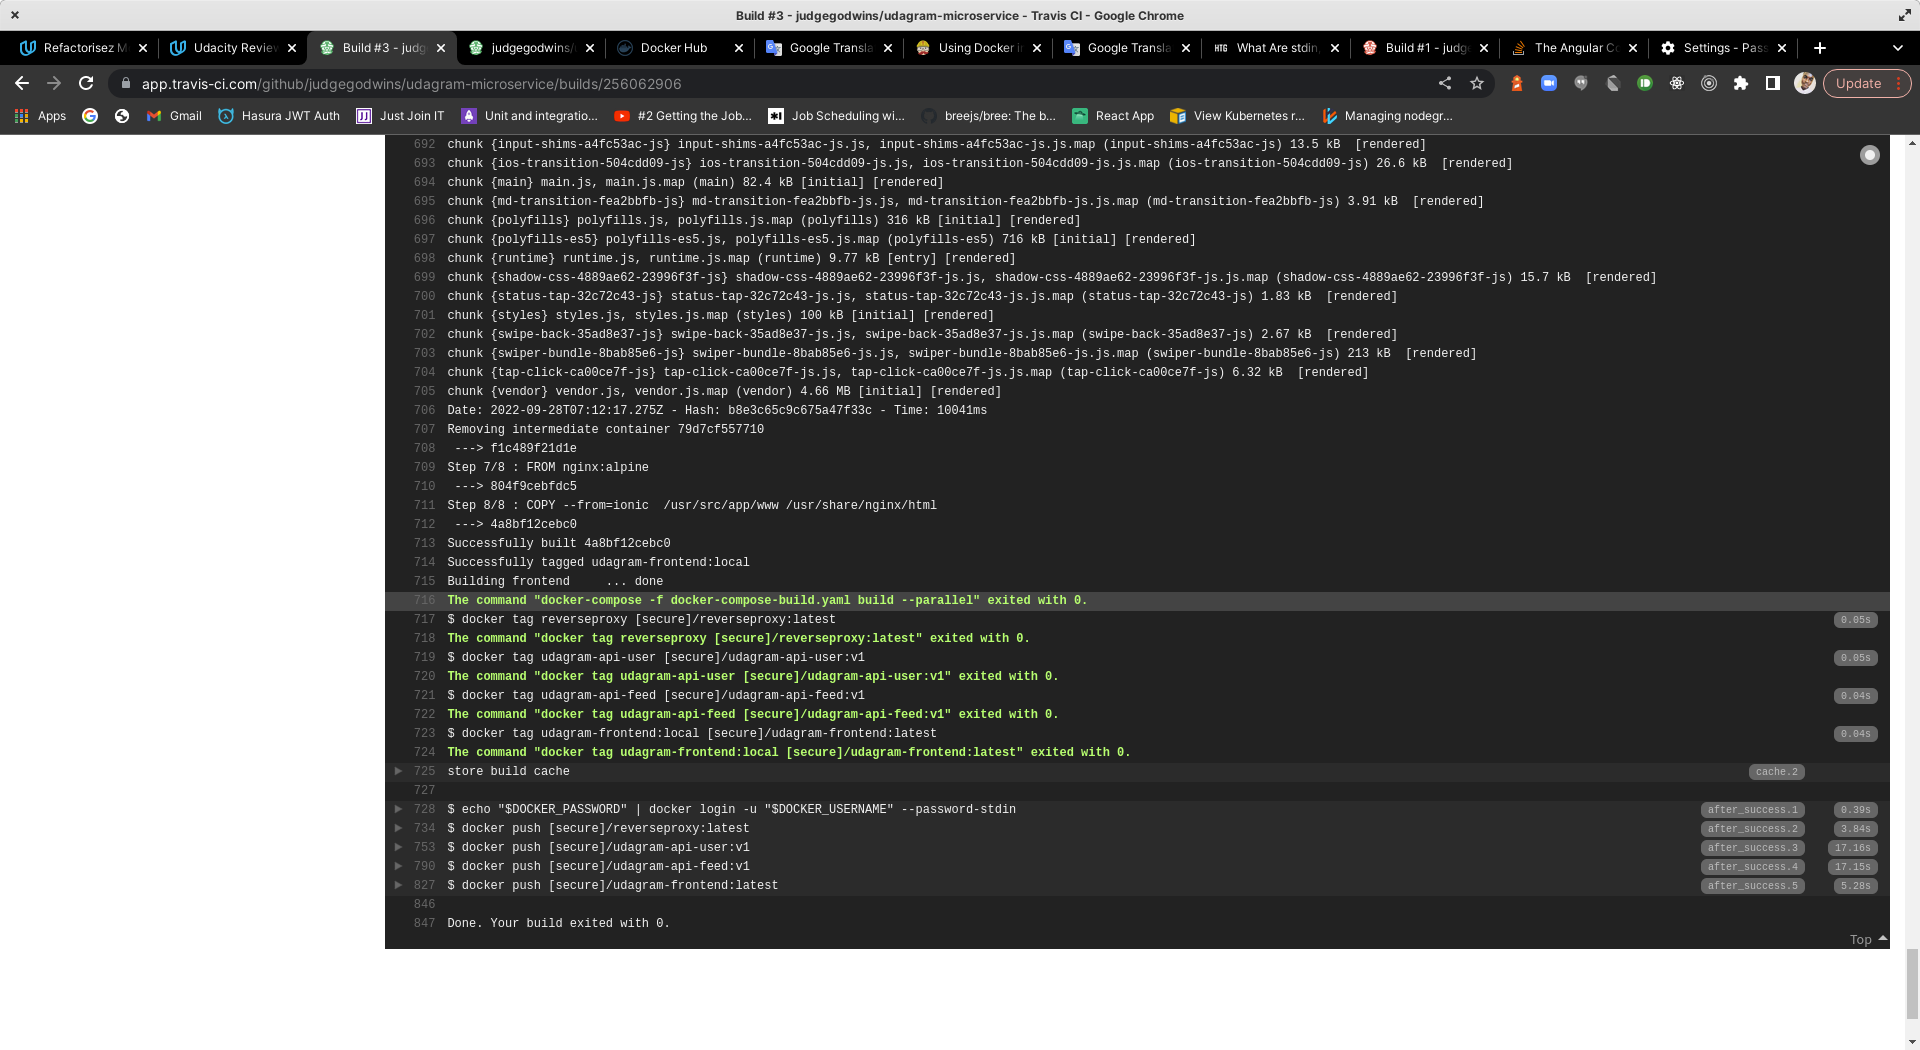 Build #3 - judgegodwins/udagram-microservice - Travis CI - Google Chrome
Refactorisez M
Udacity Review
Build #3 - judg
judgegodwins/u
Docker Hub
Google Transla
Using Docker i
Google Transla
HTG What Are stdin,
Build #1 - judg
The Angular C
Settings - Pass
app.travis-ci.com/github/judgegodwins/udagram-microservice/builds/256062906
Update
Apps
Gmail
Hasura JWT Auth
Just Join IT
Unit and integratio...
#2 Getting the Job...
Job Scheduling wi...
breejs/bree: The b...
React App
View Kubernetes r...
Managing nodegr...
692 chunk {input-shims-a4fc53ac-js} input-shims-a4fc53ac-js.js, input-shims-a4fc53ac-js.js.map (input-shims-a4fc53ac-js) 13.5 kB  [rendered]
693 chunk {ios-transition-504cdd09-js} ios-transition-504cdd09-js.js, ios-transition-504cdd09-js.js.map (ios-transition-504cdd09-js) 26.6 kB  [rendered]
694 chunk {main} main.js, main.js.map (main) 82.4 kB [initial] [rendered]
695 chunk {md-transition-fea2bbfb-js} md-transition-fea2bbfb-js.js, md-transition-fea2bbfb-js.js.map (md-transition-fea2bbfb-js) 3.91 kB  [rendered]
696 chunk {polyfills} polyfills.js, polyfills.js.map (polyfills) 316 kB [initial] [rendered]
697 chunk {polyfills-es5} polyfills-es5.js, polyfills-es5.js.map (polyfills-es5) 716 kB [initial] [rendered]
698 chunk {runtime} runtime.js, runtime.js.map (runtime) 9.77 kB [entry] [rendered]
699 chunk {shadow-css-4889ae62-23996f3f-js} shadow-css-4889ae62-23996f3f-js.js, shadow-css-4889ae62-23996f3f-js.js.map (shadow-css-4889ae62-23996f3f-js) 15.7 kB  [rendered]
700 chunk {status-tap-32c72c43-js} status-tap-32c72c43-js.js, status-tap-32c72c43-js.js.map (status-tap-32c72c43-js) 1.83 kB  [rendered]
701 chunk {styles} styles.js, styles.js.map (styles) 100 kB [initial] [rendered]
702 chunk {swipe-back-35ad8e37-js} swipe-back-35ad8e37-js.js, swipe-back-35ad8e37-js.js.map (swipe-back-35ad8e37-js) 2.67 kB  [rendered]
703 chunk {swiper-bundle-8bab85e6-js} swiper-bundle-8bab85e6-js.js, swiper-bundle-8bab85e6-js.js.map (swiper-bundle-8bab85e6-js) 213 kB  [rendered]
704 chunk {tap-click-ca00ce7f-js} tap-click-ca00ce7f-js.js, tap-click-ca00ce7f-js.js.map (tap-click-ca00ce7f-js) 6.32 kB  [rendered]
705 chunk {vendor} vendor.js, vendor.js.map (vendor) 4.66 MB [initial] [rendered]
706 Date: 2022-09-28T07:12:17.275Z - Hash: b8e3c65c9c675a47f33c - Time: 10041ms
707 Removing intermediate container 79d7cf557710
708 ---> f1c489f21d1e
709 Step 7/8 : FROM nginx:alpine
710 ---> 804f9cebfdc5
711 Step 8/8 : COPY --from=ionic  /usr/src/app/www /usr/share/nginx/html
712 ---> 4a8bf12cebc0
713 Successfully built 4a8bf12cebc0
714 Successfully tagged udagram-frontend:local
715 Building frontend     ... done
716 The command "docker-compose -f docker-compose-build.yaml build --parallel" exited with 0.
717 $ docker tag reverseproxy [secure]/reverseproxy:latest 0.05s
718 The command "docker tag reverseproxy [secure]/reverseproxy:latest" exited with 0.
719 $ docker tag udagram-api-user [secure]/udagram-api-user:v1 0.05s
720 The command "docker tag udagram-api-user [secure]/udagram-api-user:v1" exited with 0.
721 $ docker tag udagram-api-feed [secure]/udagram-api-feed:v1 0.04s
722 The command "docker tag udagram-api-feed [secure]/udagram-api-feed:v1" exited with 0.
723 $ docker tag udagram-frontend:local [secure]/udagram-frontend:latest 0.04s
724 The command "docker tag udagram-frontend:local [secure]/udagram-frontend:latest" exited with 0.
725 store build cache cache.2
727
728 $ echo "$DOCKER_PASSWORD" | docker login -u "$DOCKER_USERNAME" --password-stdin after_success.1 0.39s
734 $ docker push [secure]/reverseproxy:latest after_success.2 3.84s
753 $ docker push [secure]/udagram-api-user:v1 after_success.3 17.16s
790 $ docker push [secure]/udagram-api-feed:v1 after_success.4 17.15s
827 $ docker push [secure]/udagram-frontend:latest after_success.5 5.28s
846
847 Done. Your build exited with 0.
Top